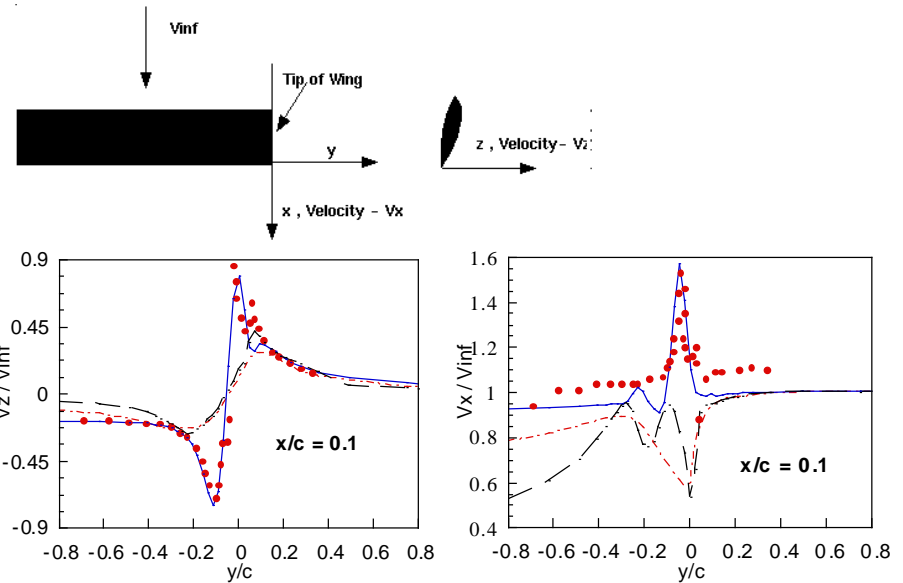 Vinf
Tip of Wing
y
z , Velocity - Vz
x , Velocity - Vx
0.9
0.45
0
-0.45
-0.9
Vz / Vinf
x/c = 0.1
-0.8 -0.6 -0.4 -0.2 0 0.2 0.4 0.6 0.8
y/c
1.6
1.4
1.2
1.0
0.8
0.6
0.4
Vx / Vinf
x/c = 0.1
-0.8 -0.6 -0.4 -0.2 0 0.2 0.4 0.6 0.8
y/c